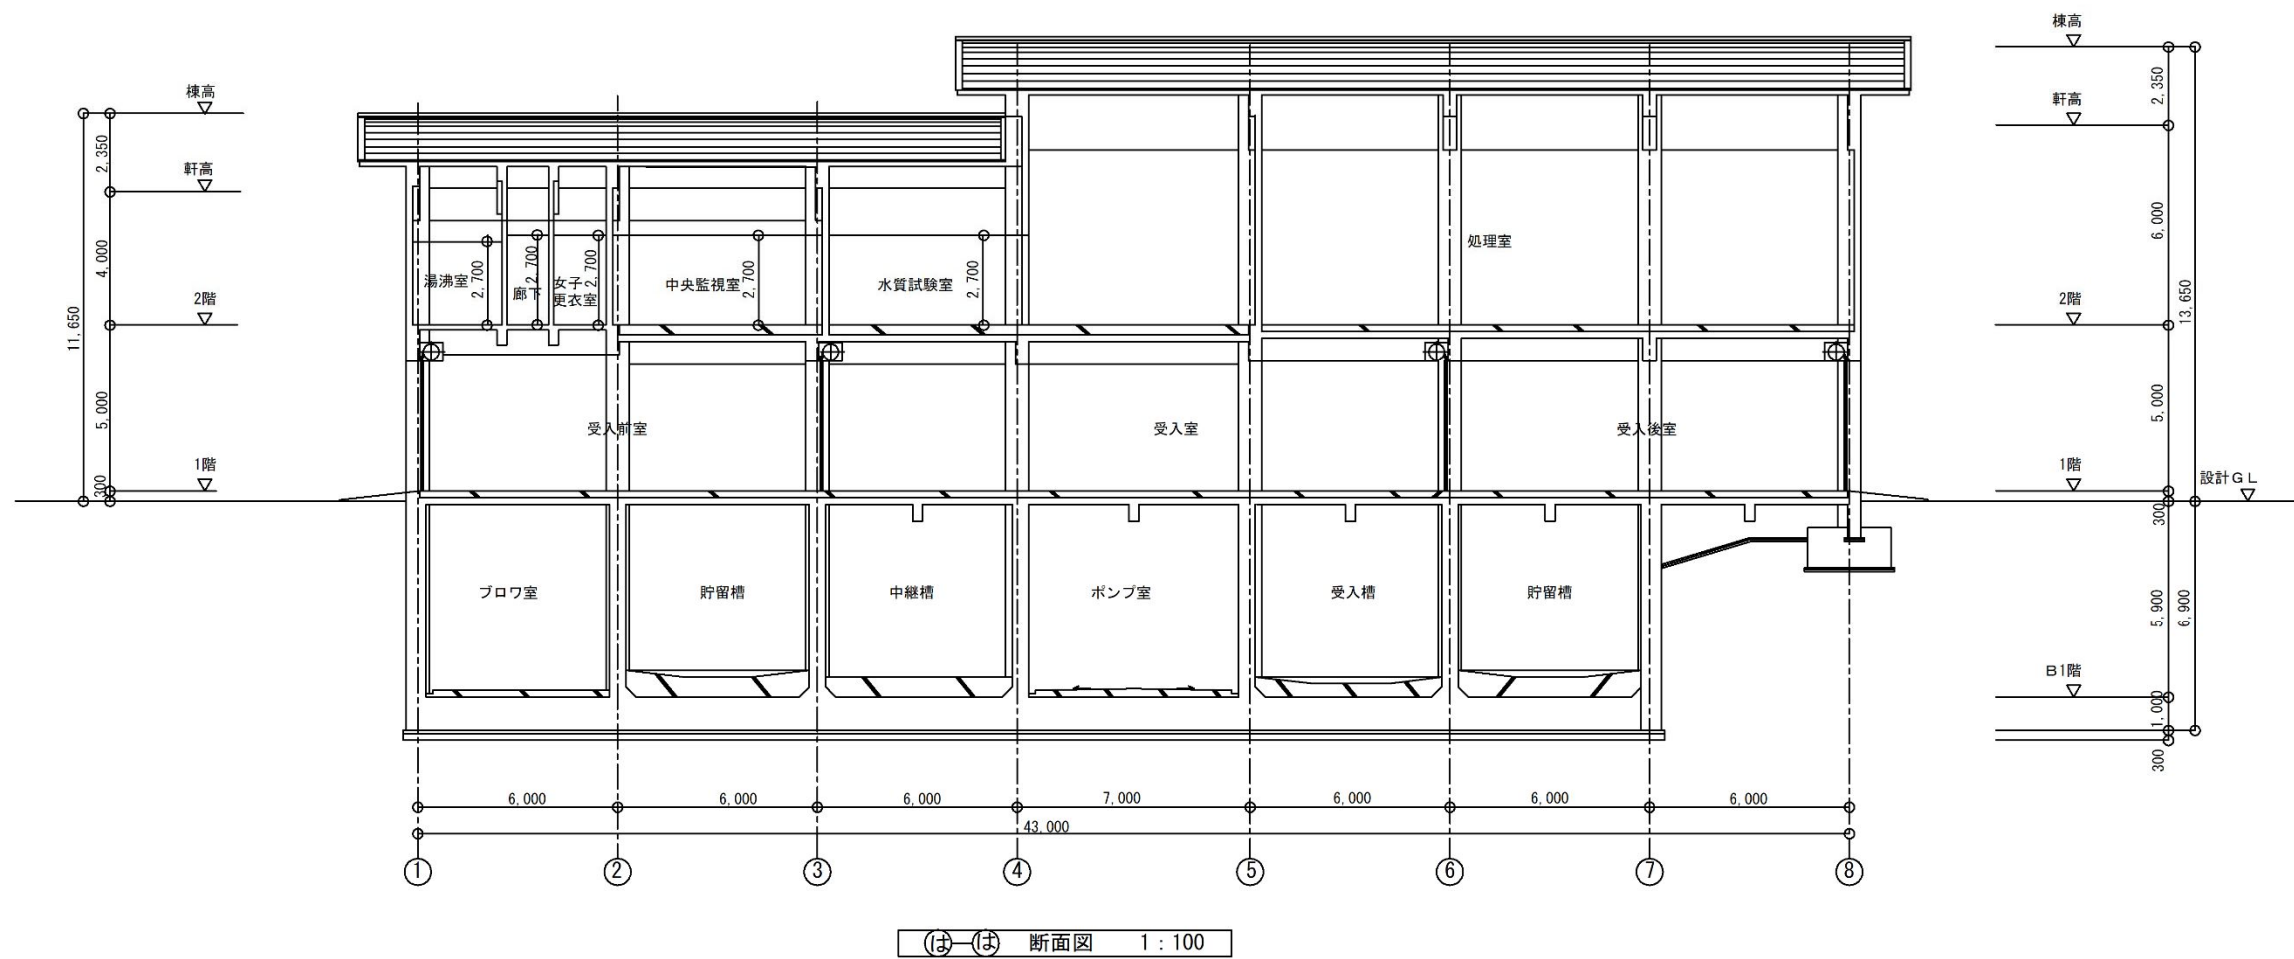 棟高
棟高
2,350
軒高
軒高
2,350
4,000
6,000
11,650
13,650
2階
2階
湯沸室
2,700
廊下
2,700
女子
更衣室
2,700
中央監視室
2,700
水質試験室
2,700
処理室
5,000
5,000
受入前室
受入室
受入後室
1階
1階
300
300
設計GL
ブロワ室
貯留槽
中継槽
ポンプ室
受入槽
貯留槽
5,900
6,900
B1階
1,000
300
6,000
6,000
6,000
7,000
6,000
6,000
6,000
43,000
1
2
3
4
5
6
7
8
は—は 断面図 1:100